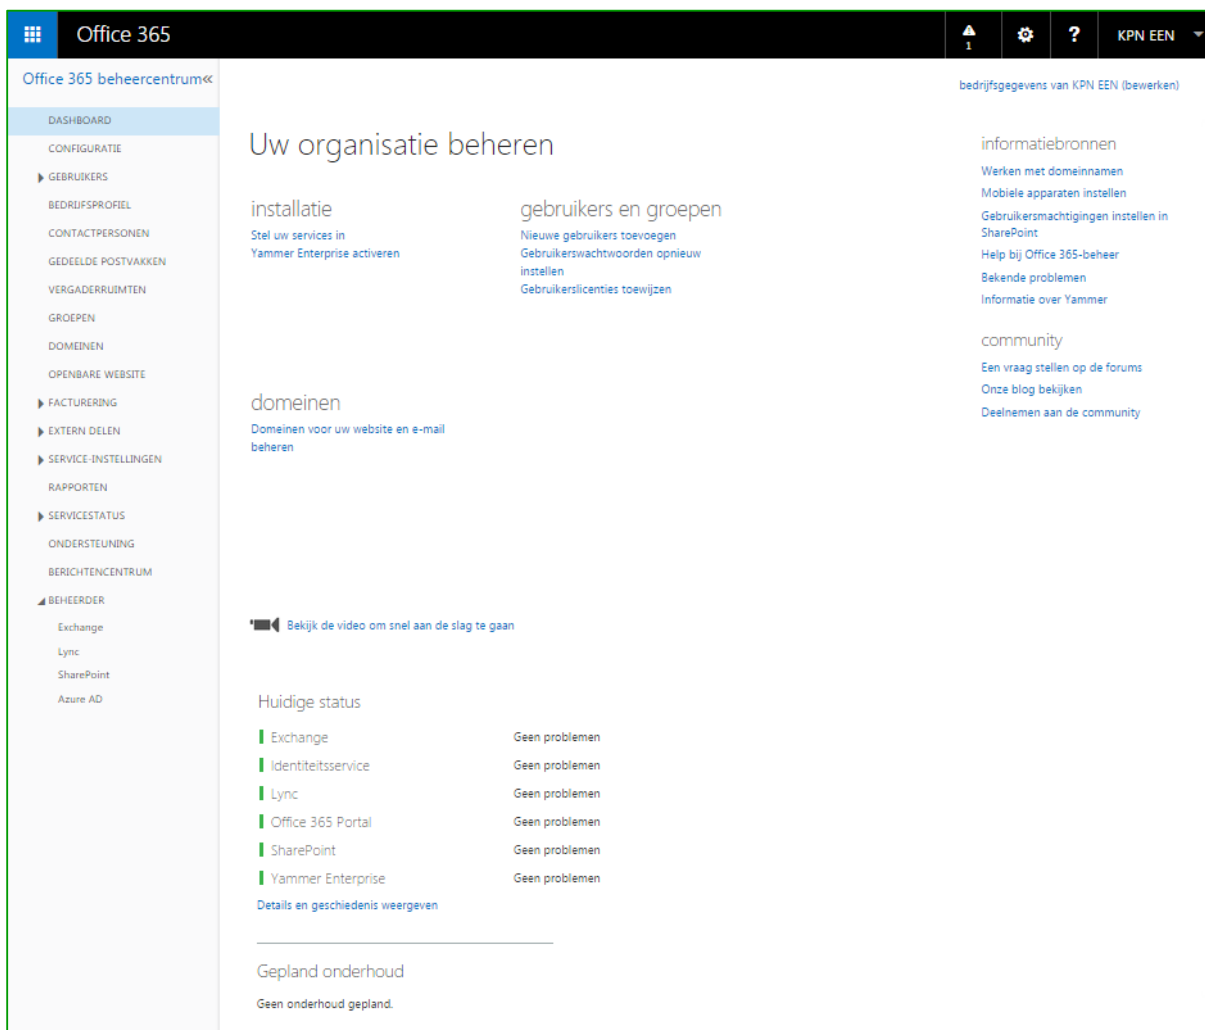 Office 365
1
?
KPN EEN
Office 365 beheercentrum«
DASHBOARD
CONFIGURATIE
GEBRUIKERS
BEDRIJFSPROFIEL
CONTACTPERSONEN
GEDEELDE POSTVAKKEN
VERGADERRUIMTEN
GROEPEN
DOMEINEN
OPENBARE WEBSITE
FACTURERING
EXTERN DELEN
SERVICE-INSTELLINGEN
RAPPORTEN
SERVICESTATUS
ONDERSTEUNING
BERICHTENCENTRUM
BEHEERDER
Exchange
Lync
SharePoint
Azure AD
bedrijfsgegevens van KPN EEN (bewerken)
Uw organisatie beheren
installatie
Stel uw services in
Yammer Enterprise activeren
gebruikers en groepen
Nieuwe gebruikers toevoegen
Gebruikerswachtwoorden opnieuw
instellen
Gebruikerslicenties toewijzen
domeinen
Domeinen voor uw website en e-mail
beheren
Bekijk de video om snel aan de slag te gaan
Huidige status
Exchange Geen problemen
Identiteitsservice Geen problemen
Lync Geen problemen
Office 365 Portal Geen problemen
SharePoint Geen problemen
Yammer Enterprise Geen problemen
Details en geschiedenis weergeven
Gepland onderhoud
Geen onderhoud gepland.
informatiebronnen
Werken met domeinnamen
Mobiele apparaten instellen
Gebruikersmachtigingen instellen in
SharePoint
Help bij Office 365-beheer
Bekende problemen
Informatie over Yammer
community
Een vraag stellen op de forums
Onze blog bekijken
Deelnemen aan de community